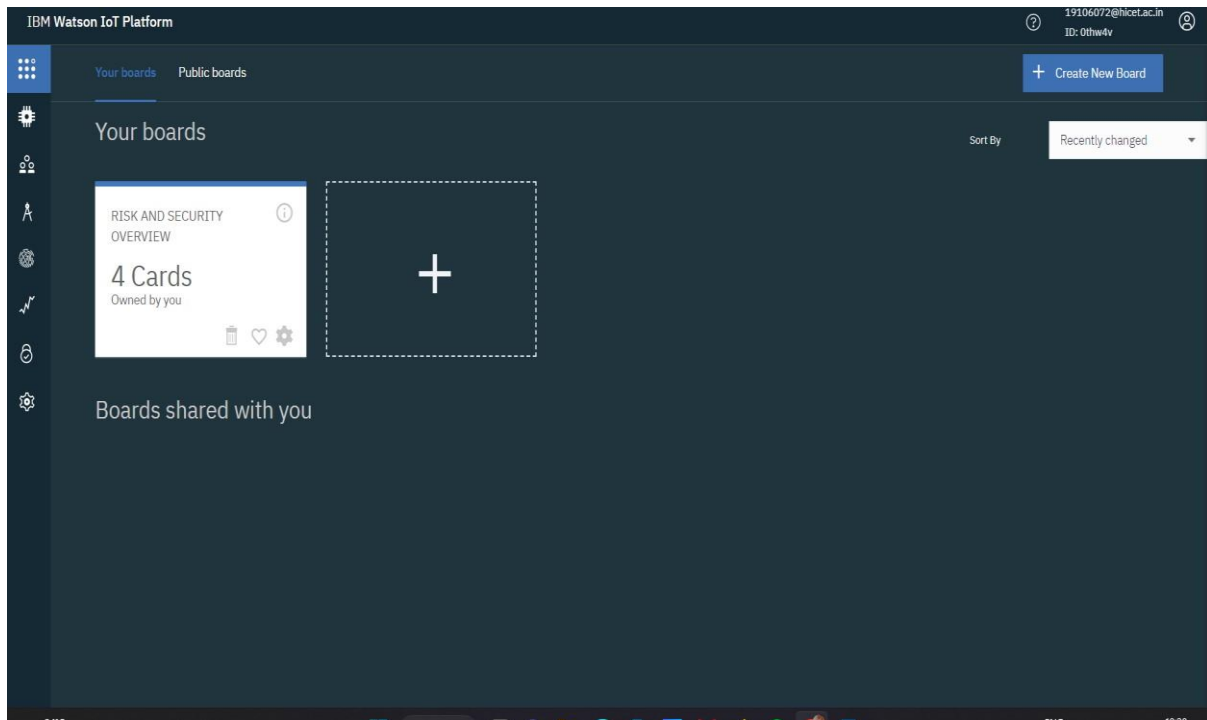 IBM Watson IoT Platform
19106072@hicet.ac.in
ID: 0thw4v
Your boards
Public boards
+ Create New Board
Your boards
Sort By
Recently changed
RISK AND SECURITY
OVERVIEW
4 Cards
Owned by you
Boards shared with you